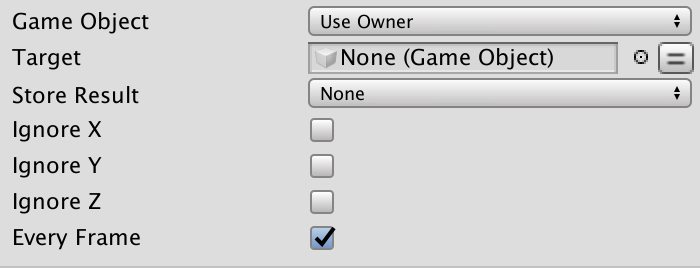 Game Object Use Owner
Target None (Game Object)
Store Result None
Ignore X
Ignore Y
Ignore Z
Every Frame